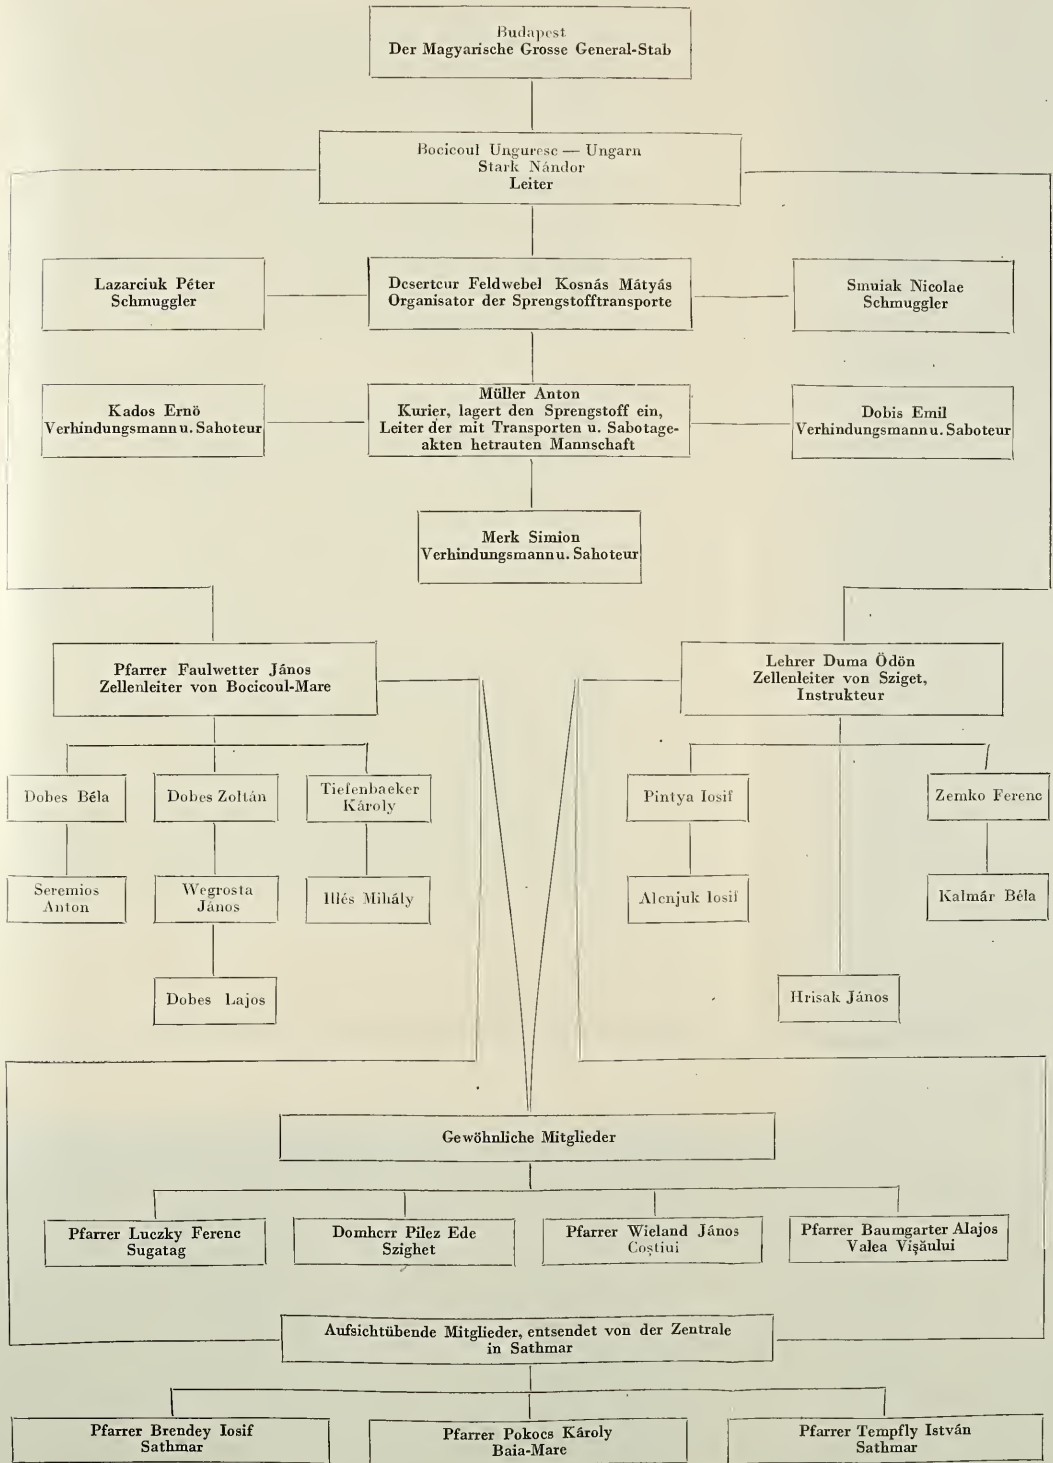 Budapest
Der Magyarische Grosse General-Stab
Bocicoul Unguresc — Ungarn
Stark Nándor
Leiter
Lazarciuk Péter
Schmuggler
Deserteur Feldwebel Kosnás Mátyás
Organisator der Sprengstofftransporte
Smuiak Nicolae
Schmuggler
Kados Ernö
Verbindungsmann u. Saboteur
Müller Anton
Kurier, lagert den Sprengstoff ein,
Leiter der mit Transporten u. Sabotage-
akten betrauten Mannschaft
Dobis Emil
Verbindungsmann u. Saboteur
Merk Simion
Verbindungsmann u. Saboteur
Pfarrer Faulwetter János
Zellenleiter von Bocicoul-Mare
Lehrer Duma Ödön
Zellenleiter von Sziget,
Instrukteur
Dobes Béla
Dobes Zoltán
Tiefenbaeker
Károly
Pintya Iosif
Zemko Ferenc
Seremios
Anton
Wegrosta
János
Illés Mihály
Alenjuk Iosif
Kalmár Béla
Dobes Lajos
Hrisak János
Gewöhnliche Mitglieder
Pfarrer Luczky Ferenc
Sugatag
Domherr Pilez Ede
Szighet
Pfarrer Wieland János
Coştiui
Pfarrer Baumgarter Alajos
Valea Vişăului
Aufsichtübende Mitglieder, entsendet von der Zentrale
in Sathmar
Pfarrer Brendey Iosif
Sathmar
Pfarrer Pokocs Károly
Baia-Mare
Pfarrer Tempfly István
Sathmar